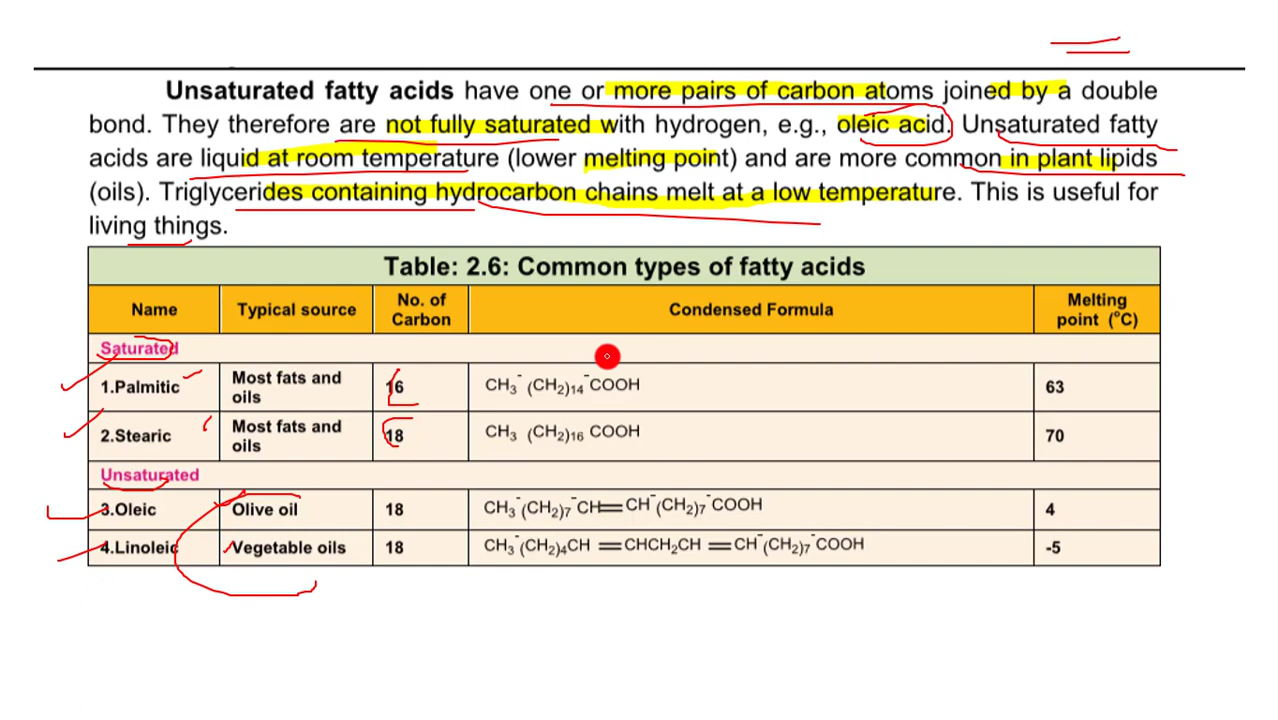 Unsaturated fatty acids have one or more pairs of carbon atoms joined by a double
bond. They therefore are not fully saturated with hydrogen, e.g., oleic acid. Unsaturated fatty
acids are liquid at room temperature (lower melting point) and are more common in plant lipids
(oils). Triglycerides containing hydrocarbon chains melt at a low temperature. This is useful for
living things.
Table: 2.6: Common types of fatty acids
Name Typical source No. of Carbon Condensed Formula Melting point (°C)
Saturated
1.Palmitic Most fats and oils 16 CH₃⁻(CH₂)₁₄⁻COOH 63
2.Stearic Most fats and oils 18 CH₃ (CH₂)₁₆ COOH 70
Unsaturated
3.Oleic Olive oil 18 CH₃⁻(CH₂)₇⁻CH═CH⁻(CH₂)₇⁻COOH 4
4.Linoleic Vegetable oils 18 CH₃⁻(CH₂)₄CH═CHCH₂CH═CH⁻(CH₂)₇⁻COOH -5